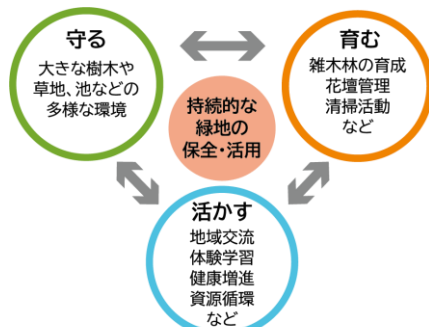 守る
大きな樹木や
草地、池などの
多様な環境
育む
雑木林の育成
花壇管理
清掃活動
など
持続的な
緑地の
保全・活用
活かす
地域交流
体験学習
健康増進
資源循環
など